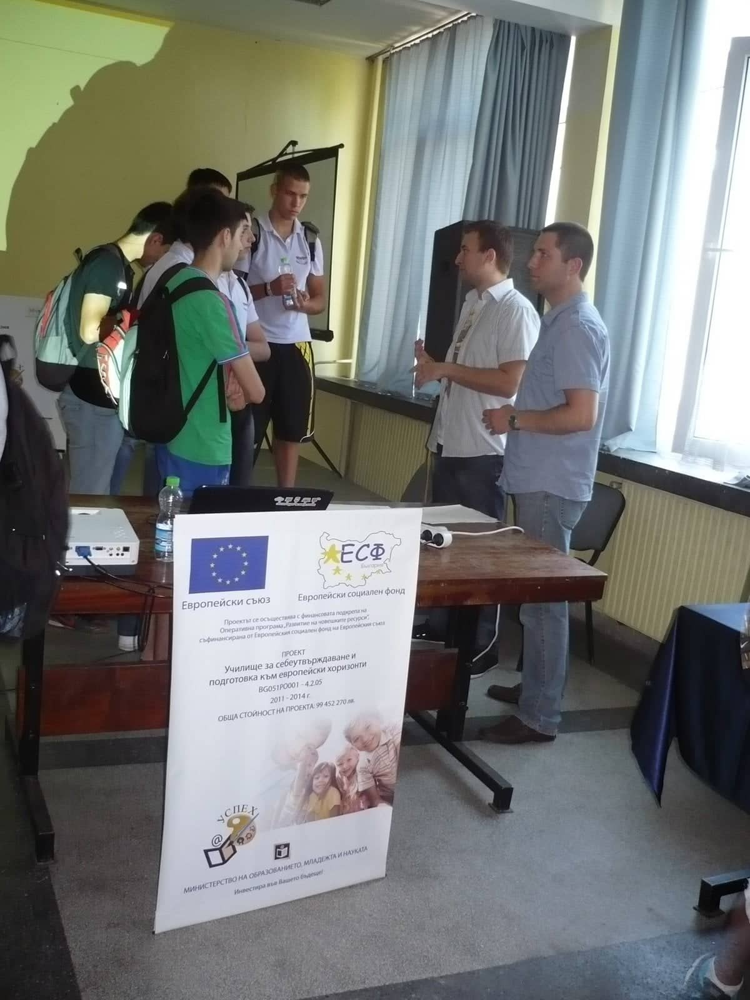 ЕСФ
България
Европейски съюз
Европейски социален фонд
Проектът се осъществява с финансовата подкрепа на
Оперативна програма „Развитие на човешките ресурси”,
съфинансирана от Европейския социален фонд на Европейския съюз
ПРОЕКТ
Училище за себеутвърждаване и
подготовка към европейски хоризонти
BG051PO001 - 4.2.05
2011 - 2014 г.
ОБЩА СТОЙНОСТ НА ПРОЕКТА: 99 452 270 лв.
УСПЕХ
@
МИНИСТЕРСТВО НА ОБРАЗОВАНИЕТО, МЛАДЕЖТА И НАУКАТА
Инвестира във Вашето бъдеще!